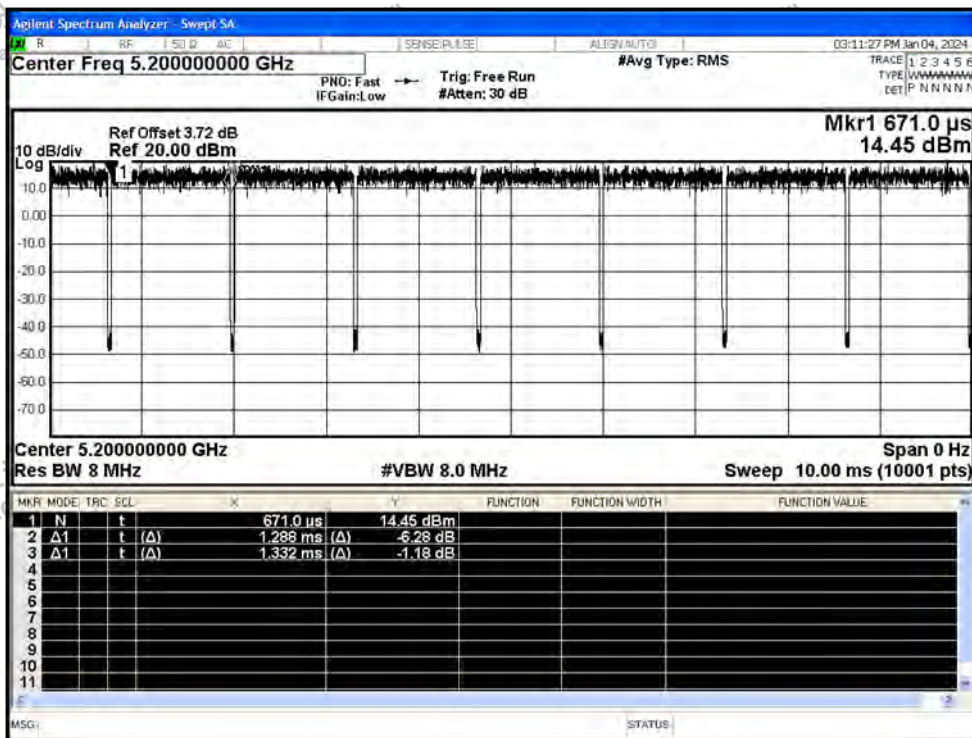 Agilent Spectrum Analyzer - Swept SA
LXI R RF 50 Ω AC SENSE:PULSE ALIGN AUTO 03:11:27 PM Jan 04, 2024
Center Freq 5.200000000 GHz #Avg Type: RMS TRACE 1 2 3 4 5 6
PNO: Fast Trig: Free Run TYPE WWWWWW
IFGain:Low #Atten: 30 dB DET P N N N N N
Mkr1 671.0 μs
Ref Offset 3.72 dB
10 dB/div Ref 20.00 dBm 14.45 dBm
Log
1
10.0
0.00
-10.0
-20.0
-30.0
-40.0
-50.0
-60.0
-70.0
Center 5.200000000 GHz Span 0 Hz
Res BW 8 MHz #VBW 8.0 MHz Sweep 10.00 ms (10001 pts)
MKR MODE TRC SCL X Y FUNCTION FUNCTION WIDTH FUNCTION VALUE
1 N t 671.0 μs 14.45 dBm
2 Δ1 t (Δ) 1.288 ms (Δ) -6.28 dB
3 Δ1 t (Δ) 1.332 ms (Δ) -1.18 dB
4
5
6
7
8
9
10
11
MSG STATUS